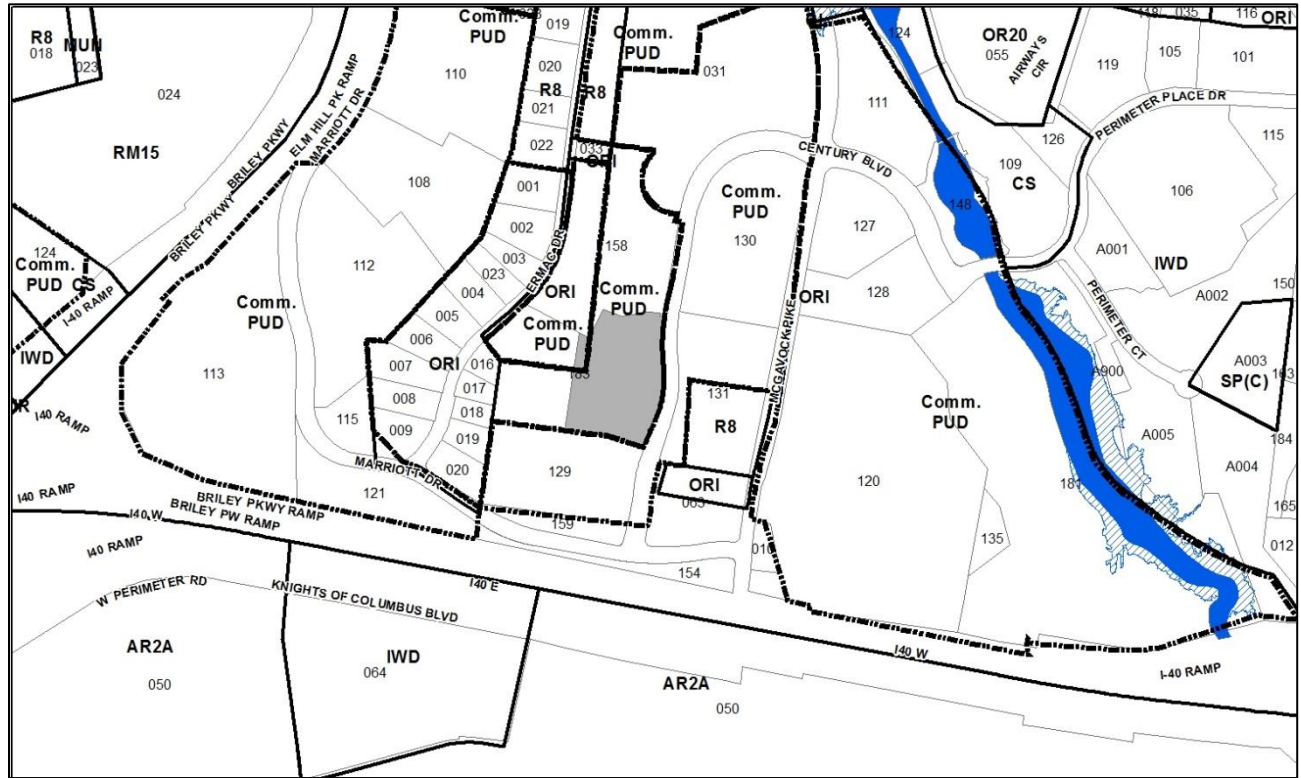 R8
018
MUN
023
024
RM15
BRILEY PKWY
BRILEY PKWY
ELM HILL PK RAMP
MARRIOTT DR
110
108
112
Comm.
PUD
019
020
R8
021
022
R8
033
ORI
Comm.
PUD
031
001
002
003
023
004
005
006
007
008
009
ORI
016
017
018
019
020
ERMAC DR
ORI
Comm.
PUD
158
Comm.
PUD
124
Comm.
PUD CS
I-40 RAMP
IWD
I40 RAMP
I40 RAMP
I40 RAMP
113
Comm.
PUD
115
MARRIOTT DR
121
BRILEY PKWY RAMP
BRILEY PW RAMP
I40 W
129
159
154
Comm.
PUD
130
131
R8
ORI
MCGAVOCK PIKE
CENTURY BLVD
111
127
128
ORI
124
148
OR20
055
AIRWAYS
CIR
035
116
ORI
119
105
101
126
109
CS
PERIMETER PLACE DR
115
106
A001
IWD
A002
150
PERIMETER CT
A003
SP(C)
163
A900
A005
A004
184
165
012
181
Comm.
PUD
120
135
W PERIMETER RD
KNIGHTS OF COLUMBUS BLVD
I40 E
I40 W
I-40 RAMP
AR2A
050
IWD
064
AR2A
050